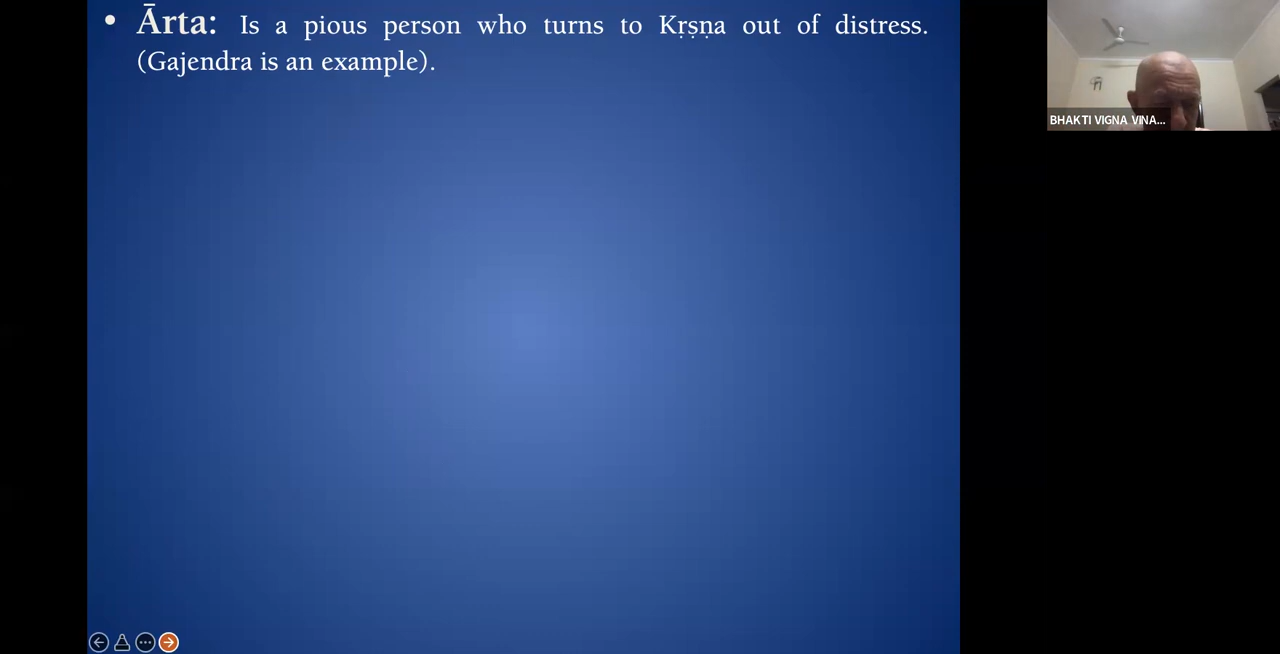 • Ārta: Is a pious person who turns to Kṛṣṇa out of distress.
(Gajendra is an example).
BHAKTI VIGNA VINA...